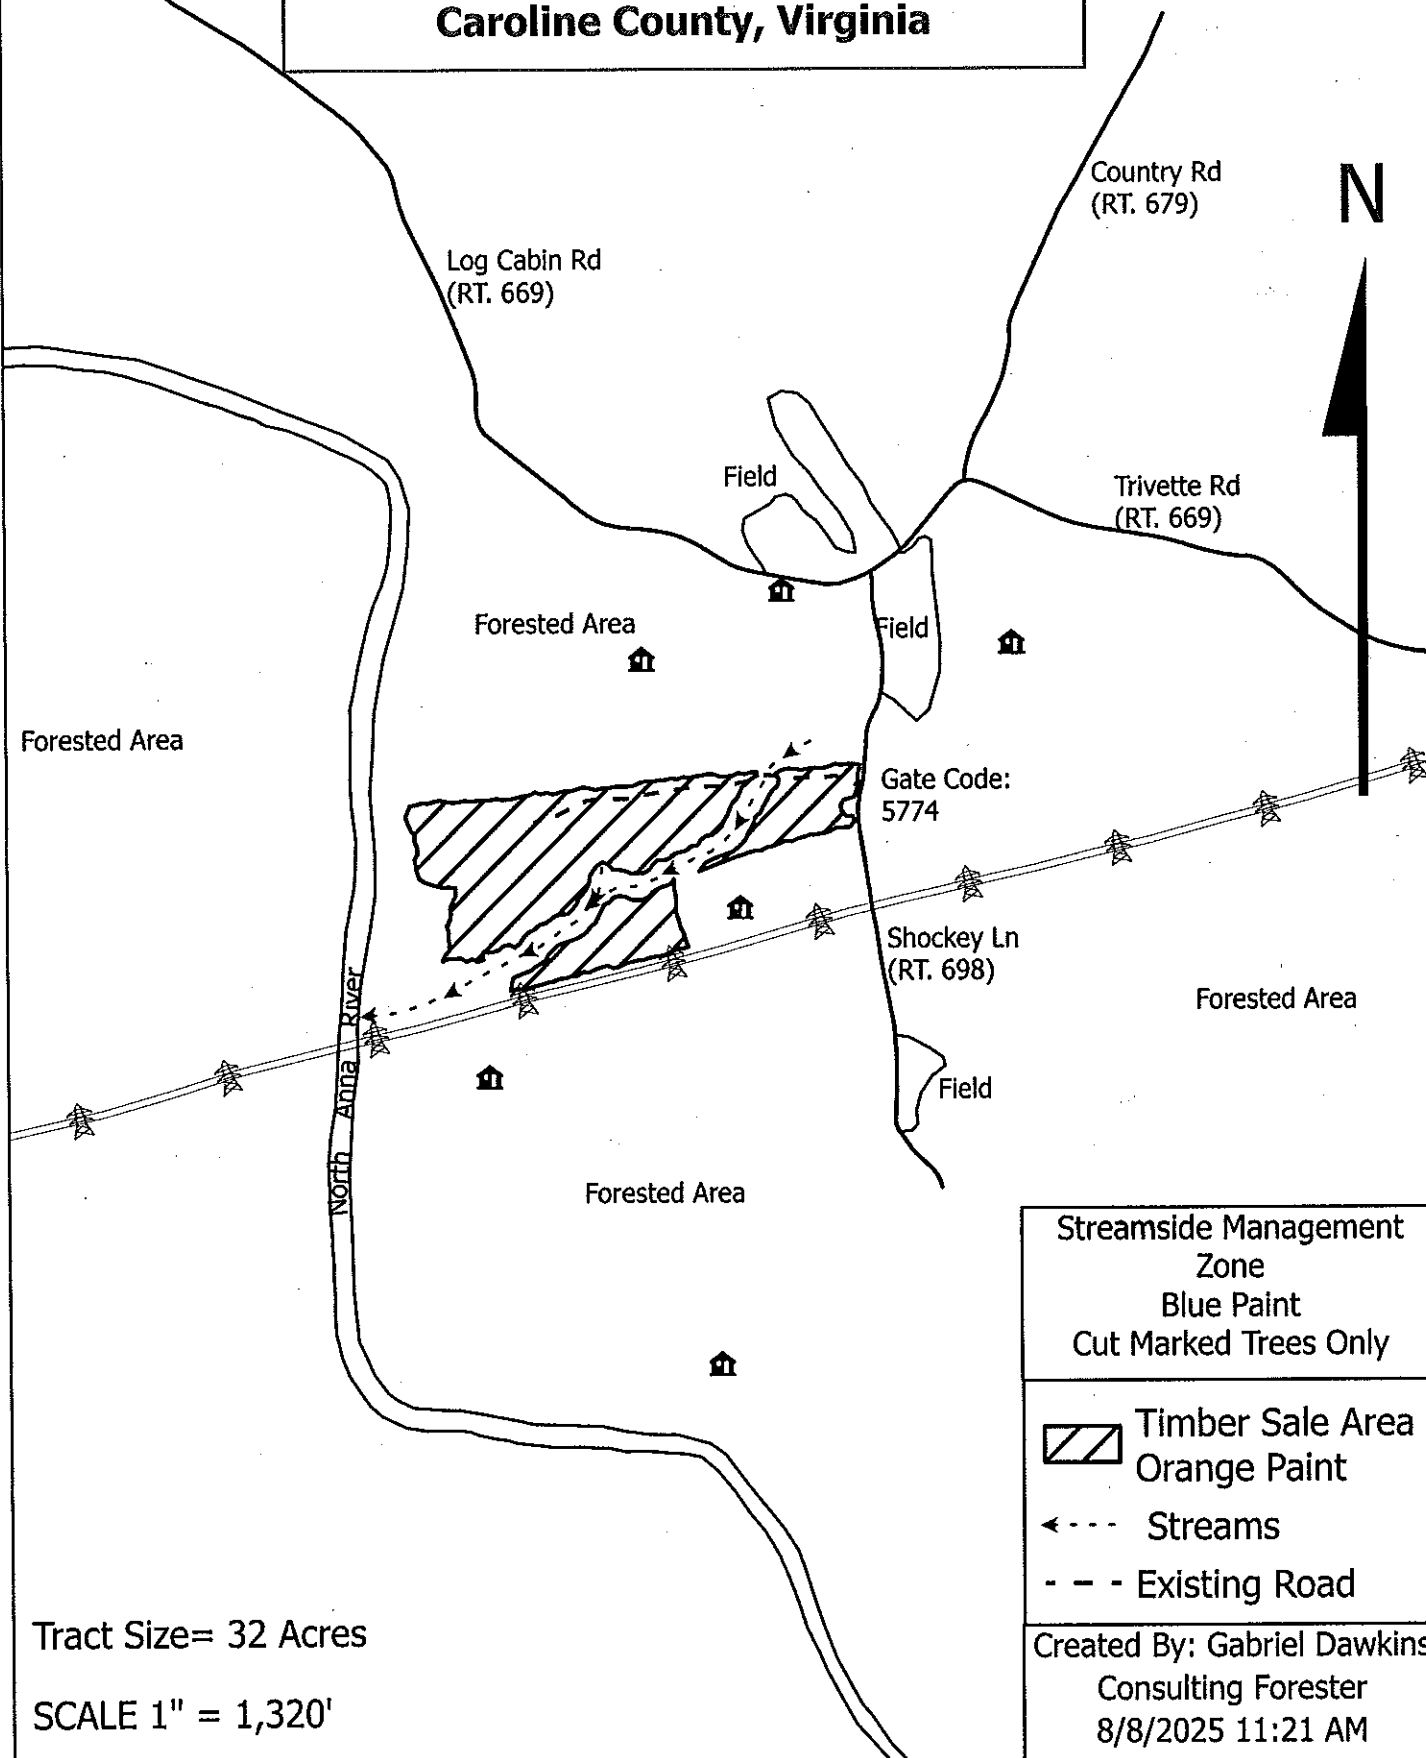 Caroline County, Virginia
Country Rd
(RT. 679)
N
Log Cabin Rd
(RT. 669)
Field
Trivette Rd
(RT. 669)
Forested Area
Field
Forested Area
Gate Code:
5774
Shockey Ln
(RT. 698)
Forested Area
North Anna River
Field
Forested Area
Streamside Management
Zone
Blue Paint
Cut Marked Trees Only
Timber Sale Area
Orange Paint
Streams
Existing Road
Tract Size= 32 Acres
SCALE 1" = 1,320'
Created By: Gabriel Dawkins
Consulting Forester
8/8/2025 11:21 AM